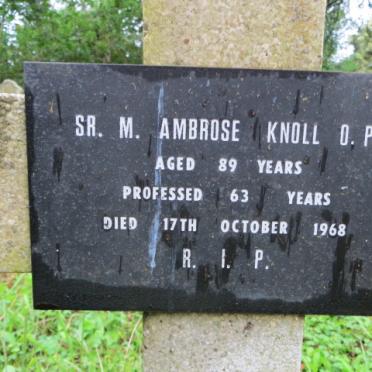 SR. M. AMBROSE KNOLL O.P
AGED 89 YEARS
PROFESSED 63 YEARS
DIED 17TH OCTOBER 1968
R. I. P.